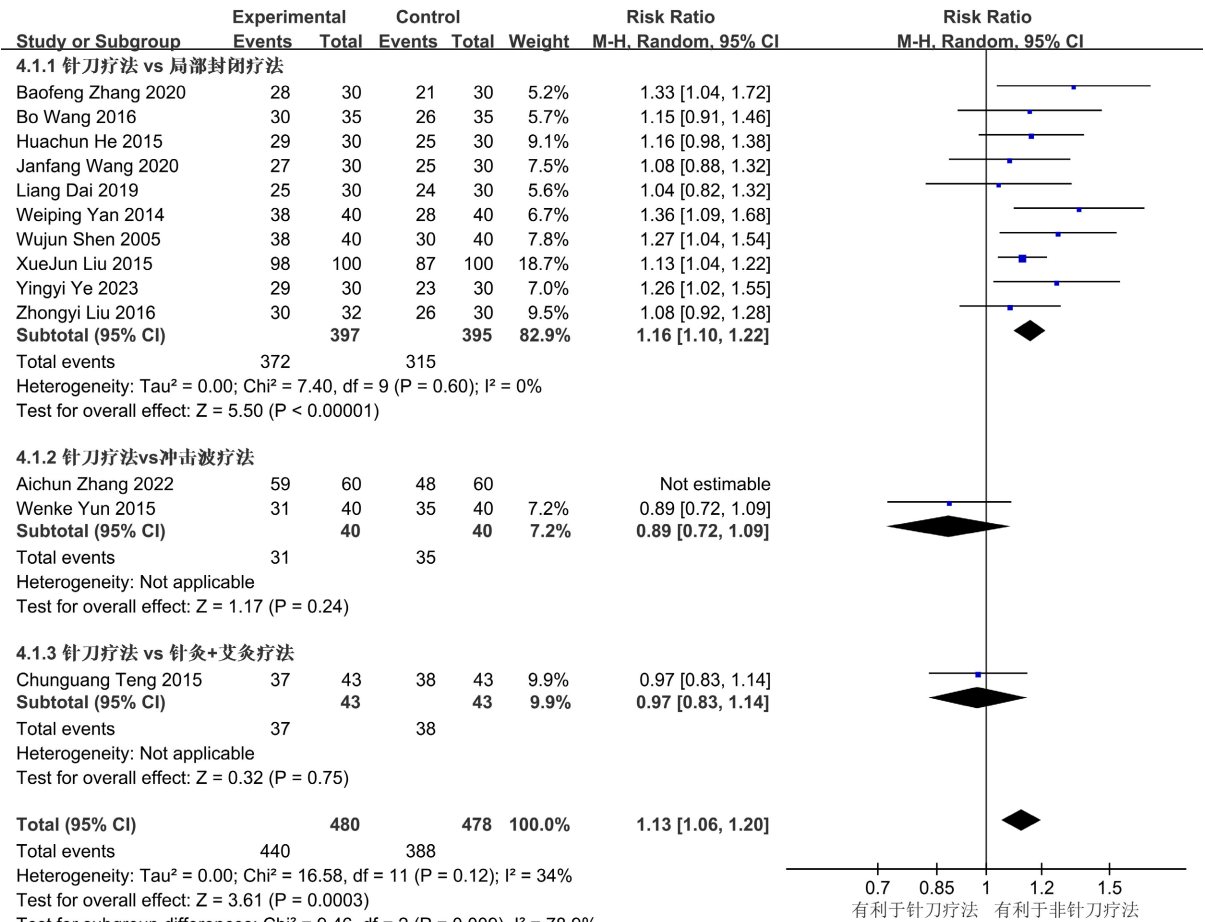 Experimental Control Risk Ratio Risk Ratio
Study or Subgroup Events Total Events Total Weight M-H, Random, 95% CI M-H, Random, 95% CI
4.1.1 针刀疗法 vs 局部封闭疗法
Baofeng Zhang 2020 28 30 21 30 5.2% 1.33 [1.04, 1.72]
Bo Wang 2016 30 35 26 35 5.7% 1.15 [0.91, 1.46]
Huachun He 2015 29 30 25 30 9.1% 1.16 [0.98, 1.38]
Janfang Wang 2020 27 30 25 30 7.5% 1.08 [0.88, 1.32]
Liang Dai 2019 25 30 24 30 5.6% 1.04 [0.82, 1.32]
Weiping Yan 2014 38 40 28 40 6.7% 1.36 [1.09, 1.68]
Wujun Shen 2005 38 40 30 40 7.8% 1.27 [1.04, 1.54]
XueJun Liu 2015 98 100 87 100 18.7% 1.13 [1.04, 1.22]
Yingyi Ye 2023 29 30 23 30 7.0% 1.26 [1.02, 1.55]
Zhongyi Liu 2016 30 32 26 30 9.5% 1.08 [0.92, 1.28]
Subtotal (95% CI) 397 395 82.9% 1.16 [1.10, 1.22]
Total events 372 315
Heterogeneity: Tau² = 0.00; Chi² = 7.40, df = 9 (P = 0.60); I² = 0%
Test for overall effect: Z = 5.50 (P < 0.00001)
4.1.2 针刀疗法vs冲击波疗法
Aichun Zhang 2022 59 60 48 60 Not estimable
Wenke Yun 2015 31 40 35 40 7.2% 0.89 [0.72, 1.09]
Subtotal (95% CI) 40 40 7.2% 0.89 [0.72, 1.09]
Total events 31 35
Heterogeneity: Not applicable
Test for overall effect: Z = 1.17 (P = 0.24)
4.1.3 针刀疗法 vs 针灸+艾灸疗法
Chunguang Teng 2015 37 43 38 43 9.9% 0.97 [0.83, 1.14]
Subtotal (95% CI) 43 43 9.9% 0.97 [0.83, 1.14]
Total events 37 38
Heterogeneity: Not applicable
Test for overall effect: Z = 0.32 (P = 0.75)
Total (95% CI) 480 478 100.0% 1.13 [1.06, 1.20]
Total events 440 388
Heterogeneity: Tau² = 0.00; Chi² = 16.58, df = 11 (P = 0.12); I² = 34%
Test for overall effect: Z = 3.61 (P = 0.0003)
Test for subgroup differences: Chi² = 9.46, df = 2 (P = 0.009), I² = 78.9%
0.7 0.85 1 1.2 1.5
有利于针刀疗法 有利于非针刀疗法